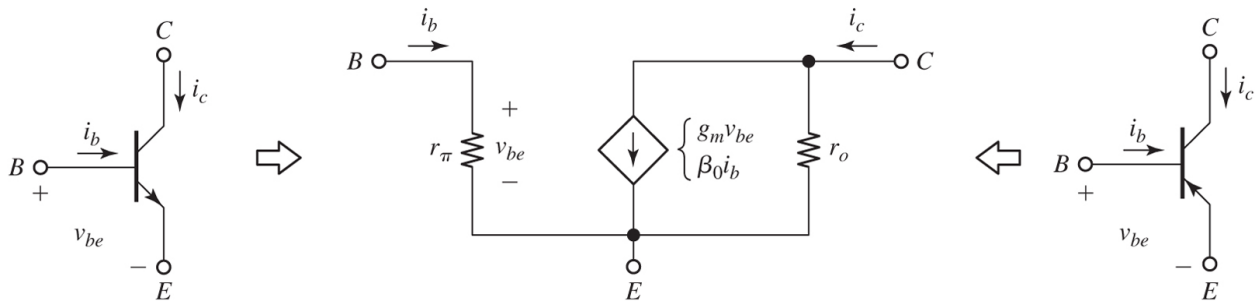 C
i_c
i_b
B
+
v_be
−
E
i_b
B
+
r_π
v_be
−
g_m v_be
β_0 i_b
r_o
i_c
C
E
C
i_c
i_b
B
+
v_be
−
E